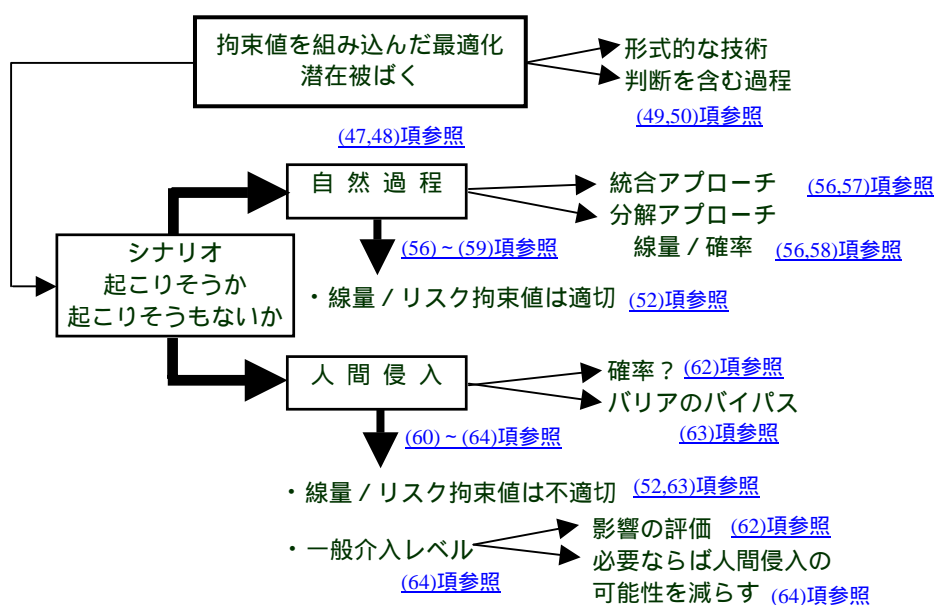 拘束値を組み込んだ最適化
潜在被ばく
形式的な技術
判断を含む過程
(49,50)項参照
(47,48)項参照
自 然 過 程
統合アプローチ (56,57)項参照
分解アプローチ
線量 / 確率 (56,58)項参照
(56) ~ (59)項参照
シナリオ
起こりそうか
起こりそうもないか
・線量 / リスク拘束値は適切 (52)項参照
人 間 侵 入
確率? (62)項参照
バリアのバイパス
(63)項参照
(60) ~ (64)項参照
・線量 / リスク拘束値は不適切 (52,63)項参照
・一般介入レベル
(64)項参照
影響の評価 (62)項参照
必要ならば人間侵入の
可能性を減らす (64)項参照